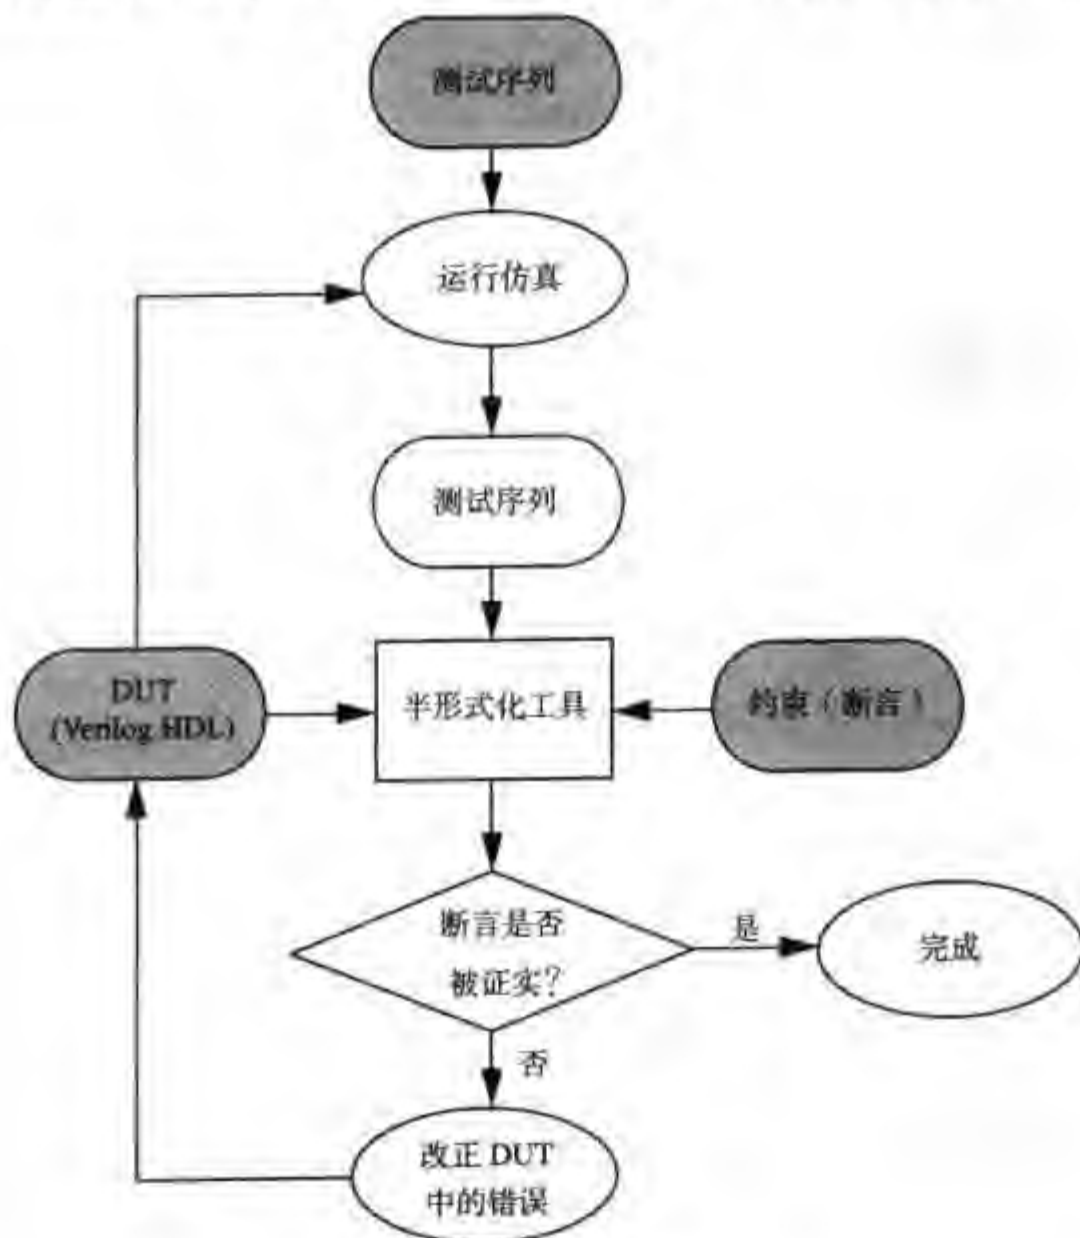 测试序列
运行仿真
测试序列
DUT
(Verilog HDL)
半形式化工具
约束（断言）
断言是否
被证实？
是
完成
否
改正 DUT
中的错误